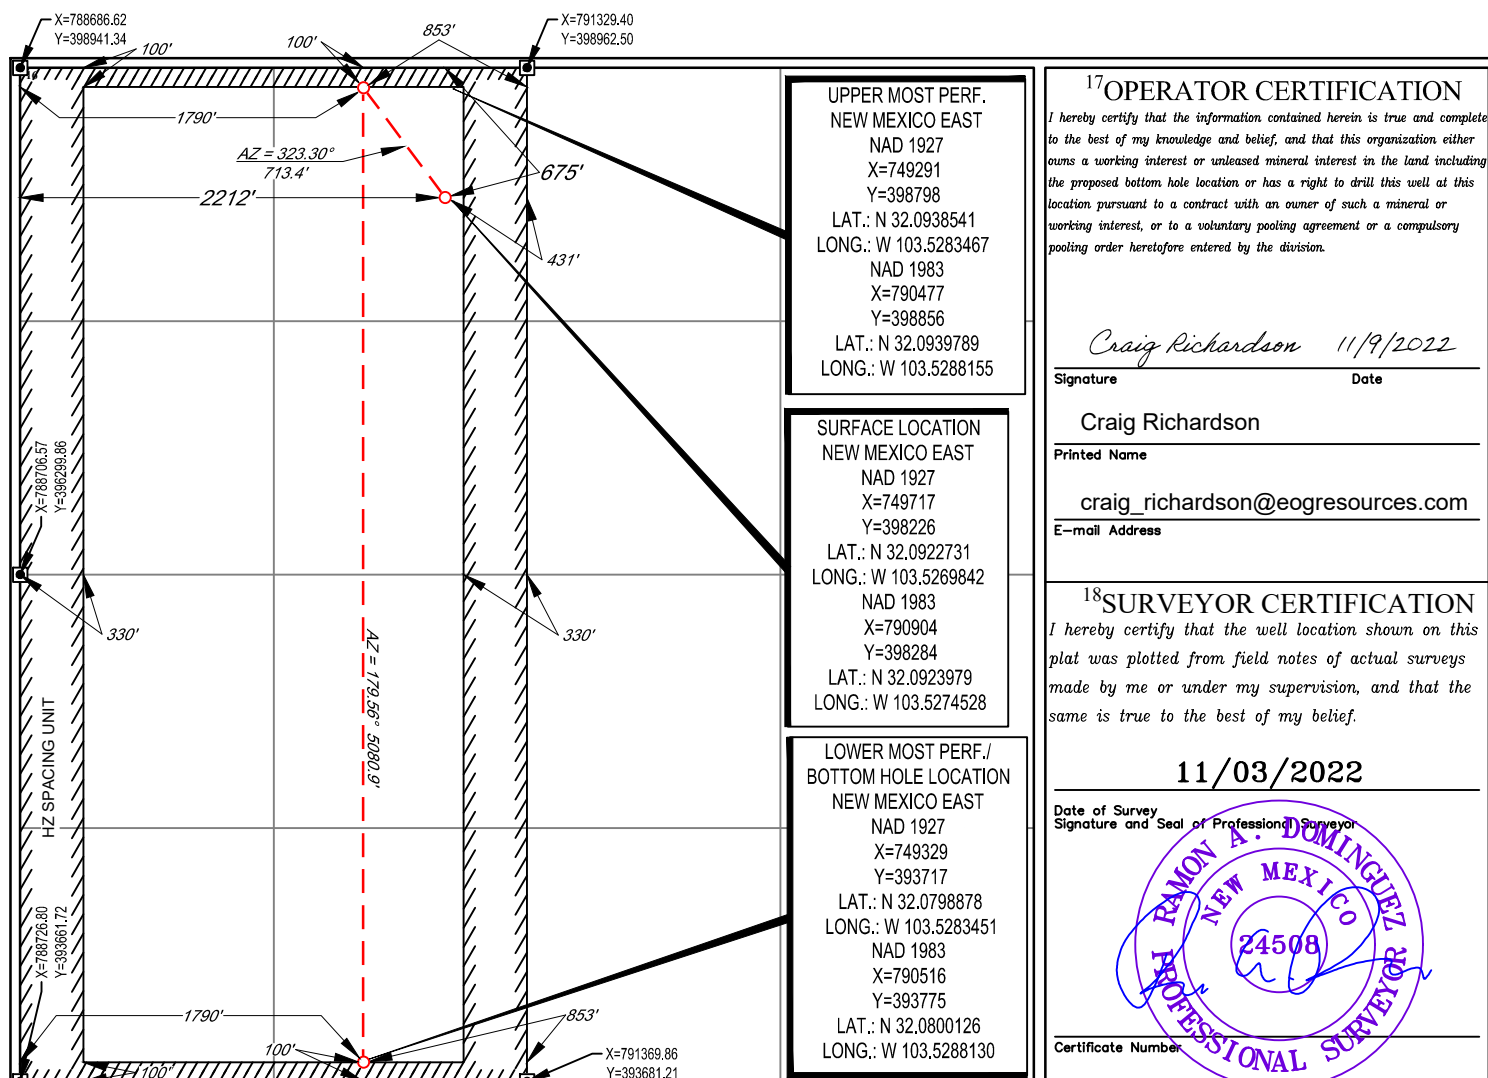 X=788686.62
Y=398941.34
100'
100'
853'
X=791329.40
Y=398962.50
1790'
AZ = 323.30°
713.4'
2212'
675'
431'
X=788706.57
Y=396299.86
330'
330'
AZ = 179.56° 5080.9'
HZ SPACING UNIT
X=788726.80
Y=393661.72
1790'
853'
100'
100'
X=791369.86
Y=393681.21
UPPER MOST PERF.
NEW MEXICO EAST
NAD 1927
X=749291
Y=398798
LAT.: N 32.0938541
LONG.: W 103.5283467
NAD 1983
X=790477
Y=398856
LAT.: N 32.0939789
LONG.: W 103.5288155
SURFACE LOCATION
NEW MEXICO EAST
NAD 1927
X=749717
Y=398226
LAT.: N 32.0922731
LONG.: W 103.5269842
NAD 1983
X=790904
Y=398284
LAT.: N 32.0923979
LONG.: W 103.5274528
LOWER MOST PERF./
BOTTOM HOLE LOCATION
NEW MEXICO EAST
NAD 1927
X=749329
Y=393717
LAT.: N 32.0798878
LONG.: W 103.5283451
NAD 1983
X=790516
Y=393775
LAT.: N 32.0800126
LONG.: W 103.5288130
17OPERATOR CERTIFICATION
I hereby certify that the information contained herein is true and complete
to the best of my knowledge and belief, and that this organization either
owns a working interest or unleased mineral interest in the land including
the proposed bottom hole location or has a right to drill this well at this
location pursuant to a contract with an owner of such a mineral or
working interest, or to a voluntary pooling agreement or a compulsory
pooling order heretofore entered by the division.
Craig Richardson 11/9/2022
Signature Date
Craig Richardson
Printed Name
craig_richardson@eogresources.com
E-mail Address
18SURVEYOR CERTIFICATION
I hereby certify that the well location shown on this
plat was plotted from field notes of actual surveys
made by me or under my supervision, and that the
same is true to the best of my belief.
11/03/2022
Date of Survey
Signature and Seal of Professional Surveyor
RAMON A. DOMINGUEZ
NEW MEXICO
24508
PROFESSIONAL SURVEYOR
Certificate Number